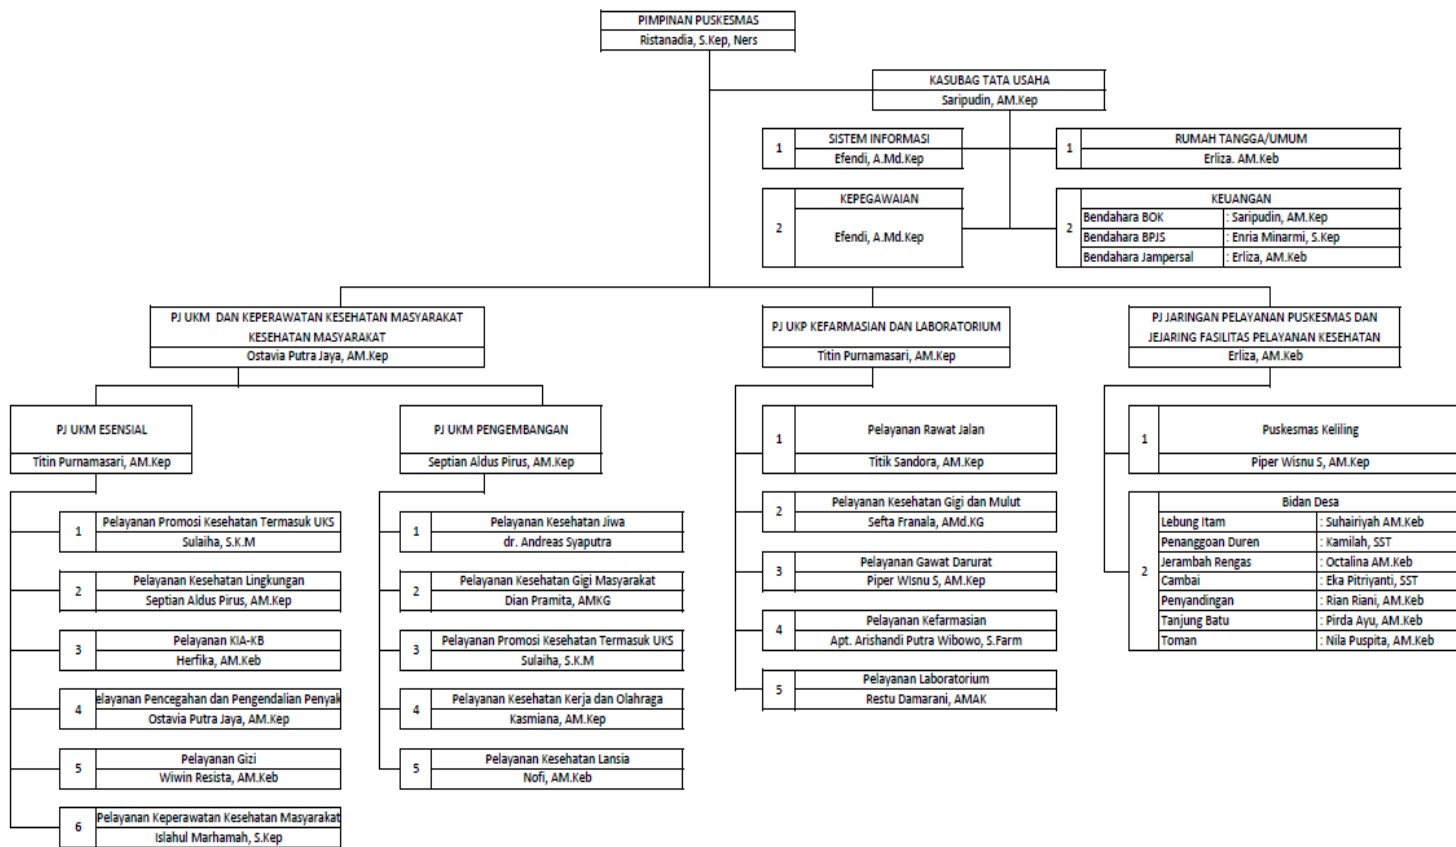 PIMPINAN PUSKESMAS
Ristanadia, S.Kep, Ners
KASUBAG TATA USAHA
Saripudin, AM.Kep
1
SISTEM INFORMASI
Efendi, A.Md.Kep
1
RUMAH TANGGA/UMUM
Erliza. AM.Keb
2
KEPEGAWAIAN
Efendi, A.Md.Kep
2
KEUANGAN
Bendahara BOK : Saripudin, AM.Kep
Bendahara BPJS : Enria Minarmi, S.Kep
Bendahara Jampersal : Erliza, AM.Keb
PJ UKM DAN KEPERAWATAN KESEHATAN MASYARAKAT
KESEHATAN MASYARAKAT
Ostavia Putra Jaya, AM.Kep
PJ UKP KEFARMASIAN DAN LABORATORIUM
Titin Purnamasari, AM.Kep
PJ JARINGAN PELAYANAN PUSKESMAS DAN
JEJARING FASILITAS PELAYANAN KESEHATAN
Erliza, AM.Keb
PJ UKM ESENSIAL
Titin Purnamasari, AM.Kep
1
Pelayanan Promosi Kesehatan Termasuk UKS
Sulaiha, S.K.M
2
Pelayanan Kesehatan Lingkungan
Septian Aldus Pirus, AM.Kep
3
Pelayanan KIA-KB
Herfika, AM.Keb
4
elayanan Pencegahan dan Pengendalian Penyak
Ostavia Putra Jaya, AM.Kep
5
Pelayanan Gizi
Wiwin Resista, AM.Keb
6
Pelayanan Keperawatan Kesehatan Masyarakat
Islahul Marhamah, S.Kep
PJ UKM PENGEMBANGAN
Septian Aldus Pirus, AM.Kep
1
Pelayanan Kesehatan Jiwa
dr. Andreas Syaputra
2
Pelayanan Kesehatan Gigi Masyarakat
Dian Pramita, AMKG
3
Pelayanan Promosi Kesehatan Termasuk UKS
Sulaiha, S.K.M
4
Pelayanan Kesehatan Kerja dan Olahraga
Kasmiana, AM.Kep
5
Pelayanan Kesehatan Lansia
Nofi, AM.Keb
1
Pelayanan Rawat Jalan
Titik Sandora, AM.Kep
2
Pelayanan Kesehatan Gigi dan Mulut
Sefta Franala, AMd.KG
3
Pelayanan Gawat Darurat
Piper WIsnu S, AM.Kep
4
Pelayanan Kefarmasian
Apt. Arishandi Putra Wibowo, S.Farm
5
Pelayanan Laboratorium
Restu Damarani, AMAK
1
Puskesmas Keliling
Piper Wisnu S, AM.Kep
2
Bidan Desa
Lebung Itam : Suhairiyah AM.Keb
Penanggoan Duren : Kamilah, SST
Jerambah Rengas : Octalina AM.Keb
Cambai : Eka Pitriyanti, SST
Penyandingan : Rian Riani, AM.Keb
Tanjung Batu : Pirda Ayu, AM.Keb
Toman : Nila Puspita, AM.Keb